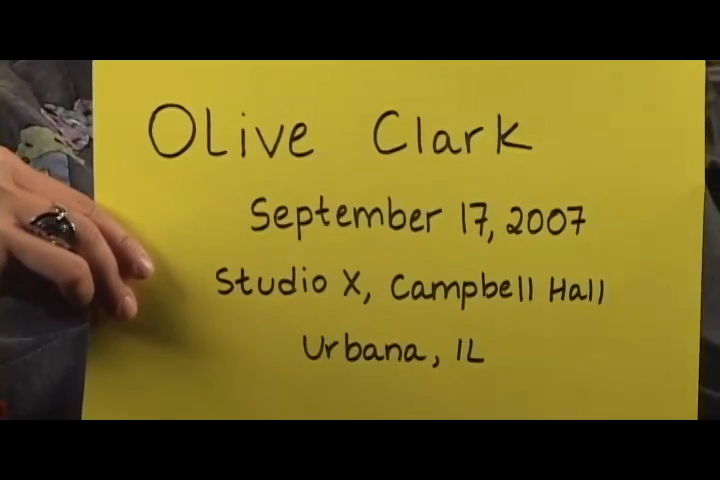 Olive Clark
September 17, 2007
Studio X, Campbell Hall
Urbana, IL